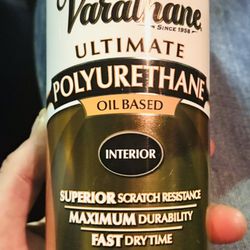 Varathane
SINCE 1958
ULTIMATE
POLYURETHANE
OIL BASED
INTERIOR
SUPERIOR SCRATCH RESISTANCE
MAXIMUM DURABILITY
FAST DRY TIME